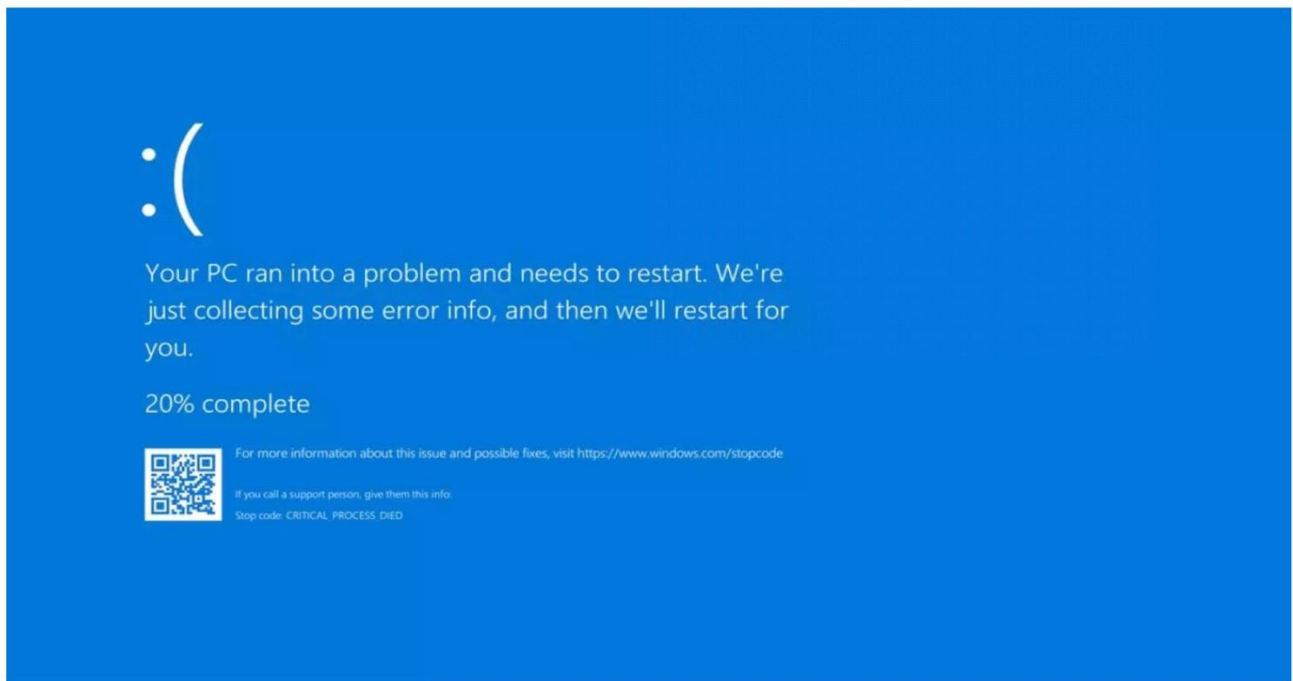 :(
Your PC ran into a problem and needs to restart. We're
just collecting some error info, and then we'll restart for
you.
20% complete
For more information about this issue and possible fixes, visit https://www.windows.com/stopcode
If you call a support person, give them this info:
Stop code: CRITICAL_PROCESS_DIED